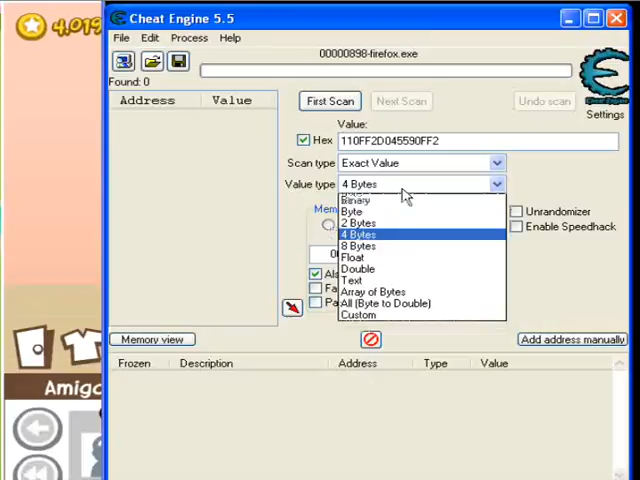 4,019
Cheat Engine 5.5
File Edit Process Help
00000898-firefox.exe
Found: 0
Address Value
First Scan Next Scan Undo scan
Cheat Engine
Settings
Value:
Hex 110FF2D045590FF2
Scan type Exact Value
Value type 4 Bytes
Binary
Byte
2 Bytes
4 Bytes
8 Bytes
Float
Double
Text
Array of Bytes
All (Byte to Double)
Custom
Unrandomizer
Enable Speedhack
Memory view Add address manually
Frozen Description Address Type Value
Amigo